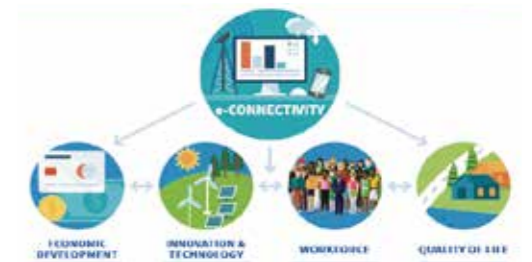 e-CONNECTIVITY
ECONOMIC
DEVELOPMENT
INNOVATION &
TECHNOLOGY
WORKFORCE
QUALITY OF LIFE